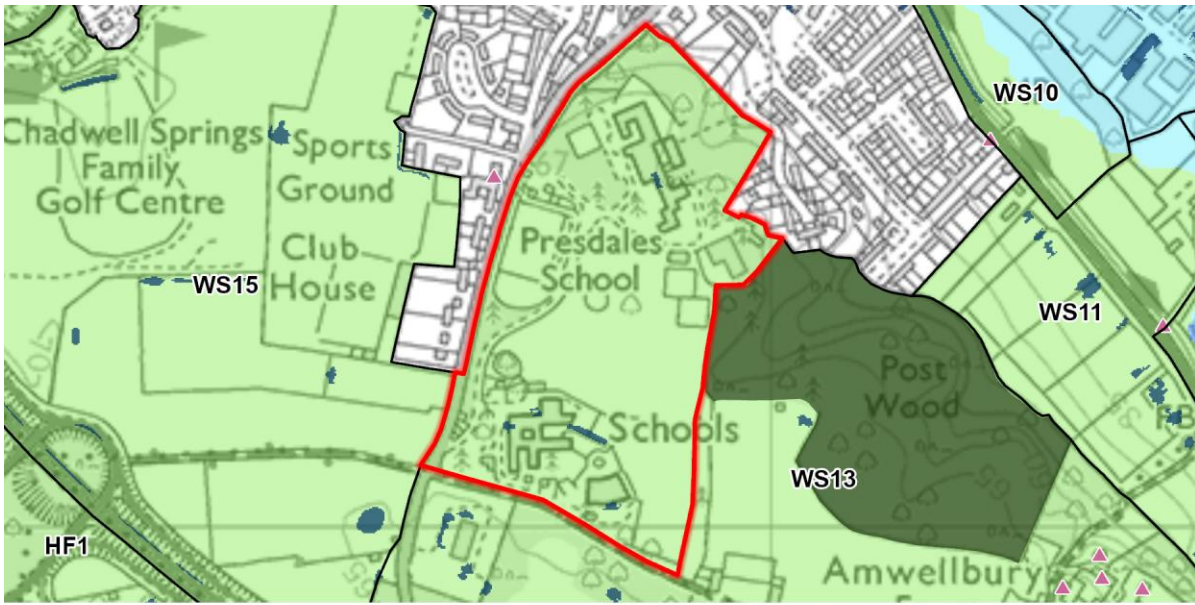 WS10
Chadwell Springs
Family
Golf Centre
Sports
Ground
Club
House
WS15
Presdales
School
WS11
Post
Wood
Schools
WS13
HF1
Amwellbury